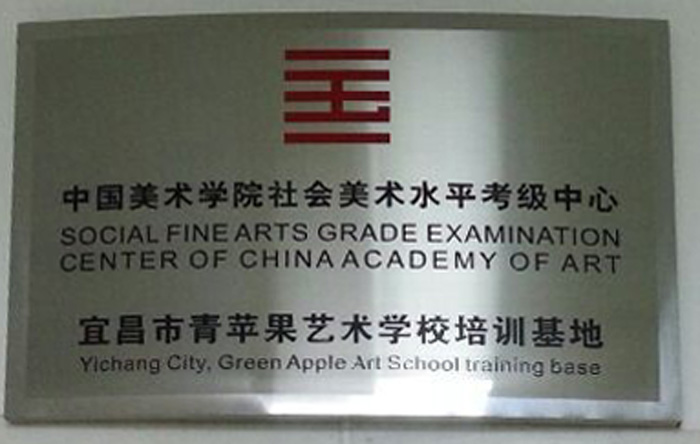 中国美术学院社会美术水平考级中心
SOCIAL FINE ARTS GRADE EXAMINATION
CENTER OF CHINA ACADEMY OF ART
宜昌市青苹果艺术学校培训基地
Yichang City, Green Apple Art School training base